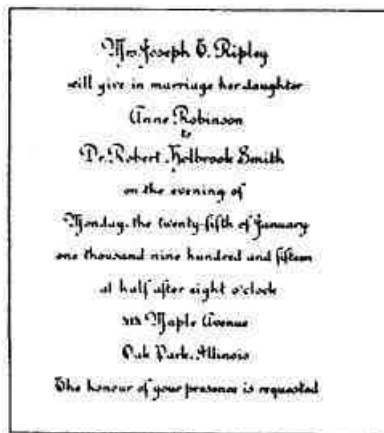 Mrs. Joseph E. Ripley
will give in marriage her daughter
Anne Robinson
to
Dr. Robert Holbrook Smith
on the evening of
Monday, the twenty-fifth of January
one thousand nine hundred and fifteen
at half after eight o'clock
Maple Avenue
Oak Park, Illinois
The honour of your presence is requested